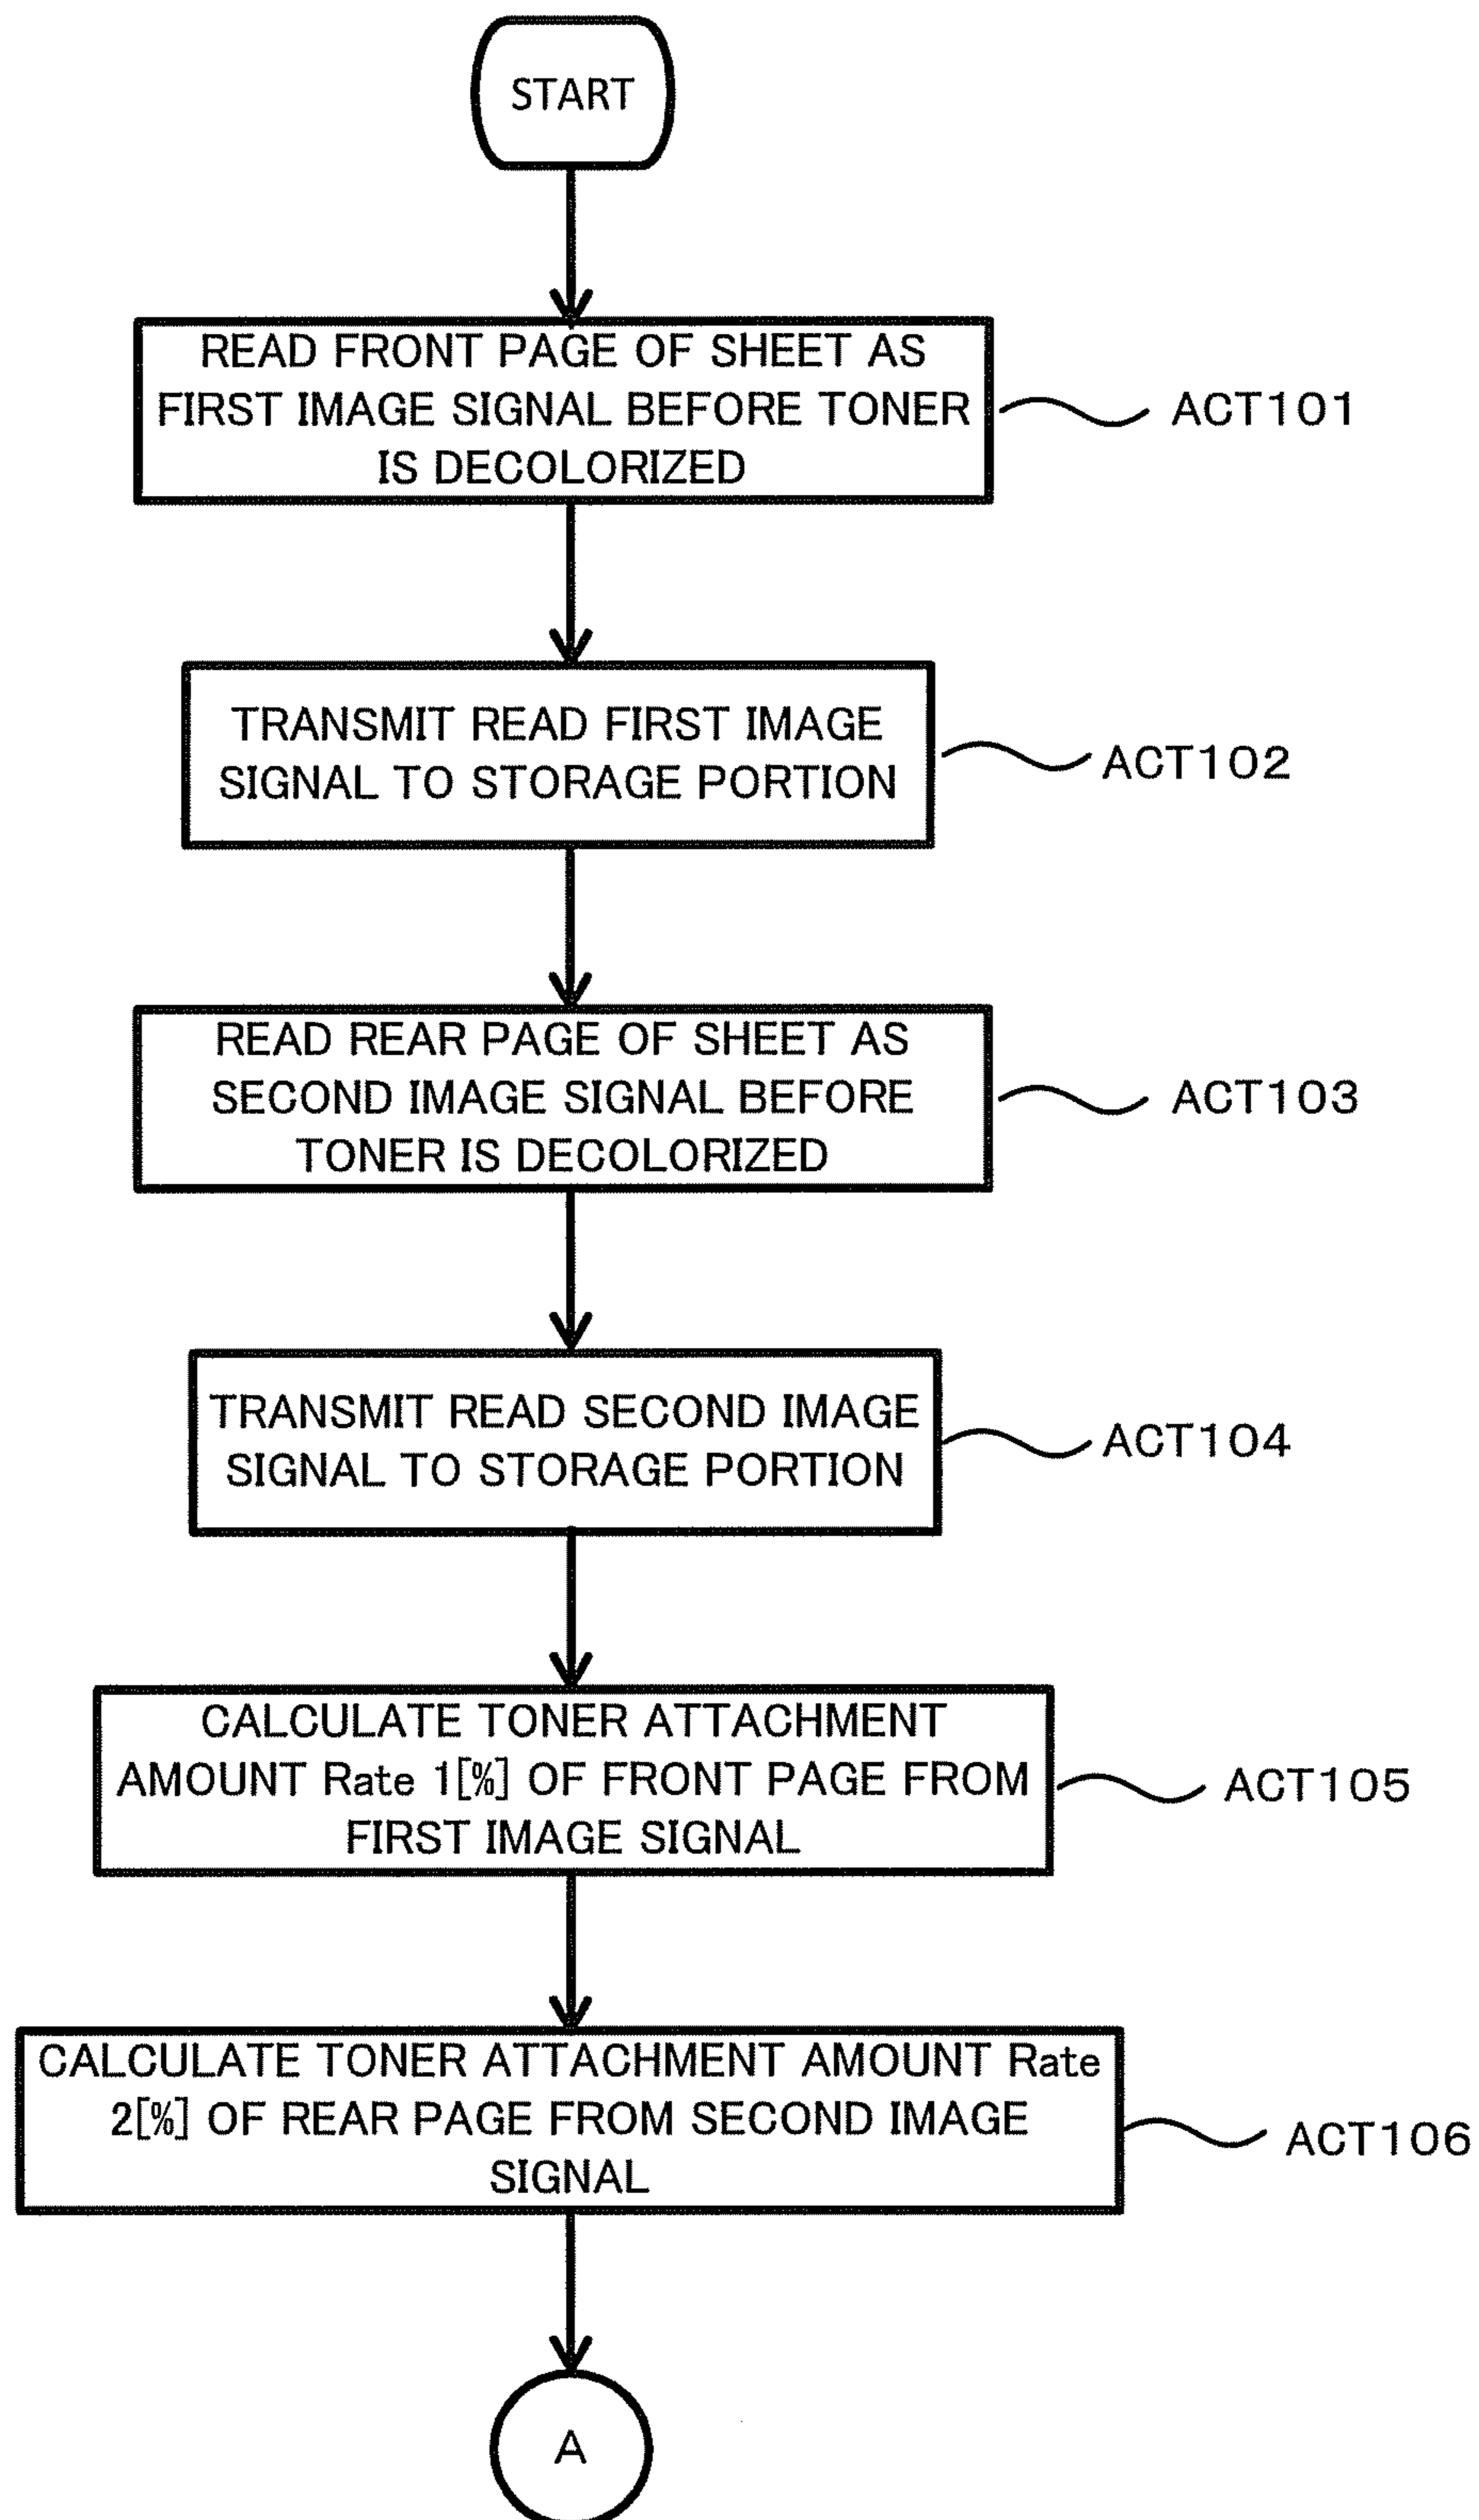 START
READ FRONT PAGE OF SHEET AS
FIRST IMAGE SIGNAL BEFORE TONER
IS DECOLORIZED
ACT101
TRANSMIT READ FIRST IMAGE
SIGNAL TO STORAGE PORTION
ACT102
READ REAR PAGE OF SHEET AS
SECOND IMAGE SIGNAL BEFORE
TONER IS DECOLORIZED
ACT103
TRANSMIT READ SECOND IMAGE
SIGNAL TO STORAGE PORTION
ACT104
CALCULATE TONER ATTACHMENT
AMOUNT Rate 1[%] OF FRONT PAGE FROM
FIRST IMAGE SIGNAL
ACT105
CALCULATE TONER ATTACHMENT AMOUNT Rate
2[%] OF REAR PAGE FROM SECOND IMAGE
SIGNAL
ACT106
A